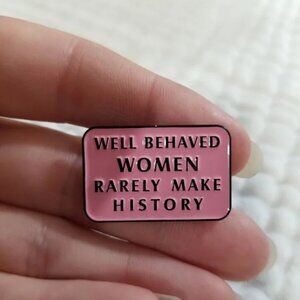 WELL BEHAVED
WOMEN
RARELY MAKE
HISTORY